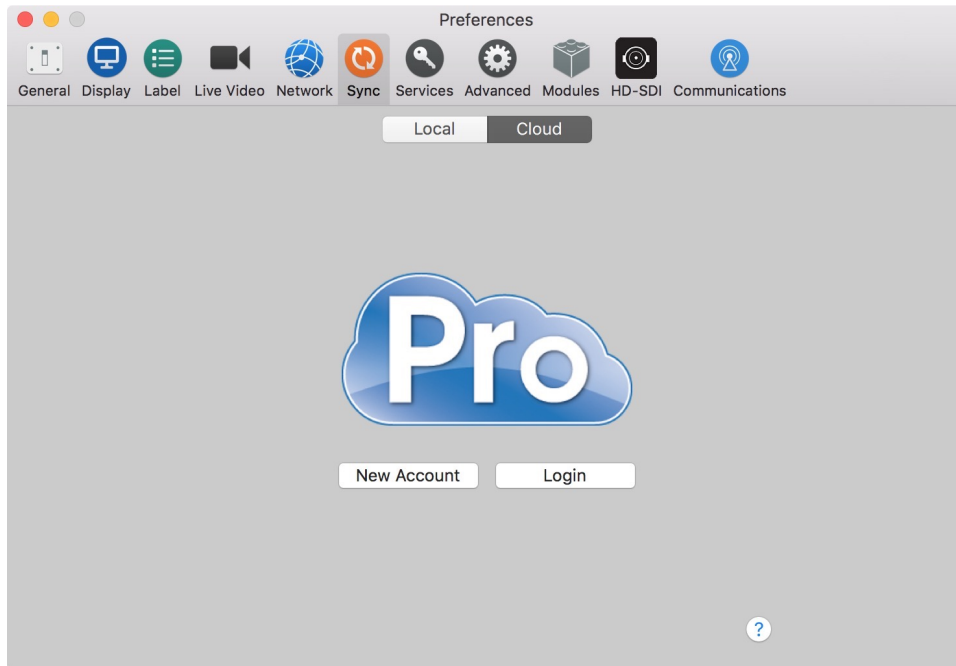 Preferences
General Display Label Live Video Network Sync Services Advanced Modules HD-SDI Communications
Local Cloud
Pro
New Account Login
?